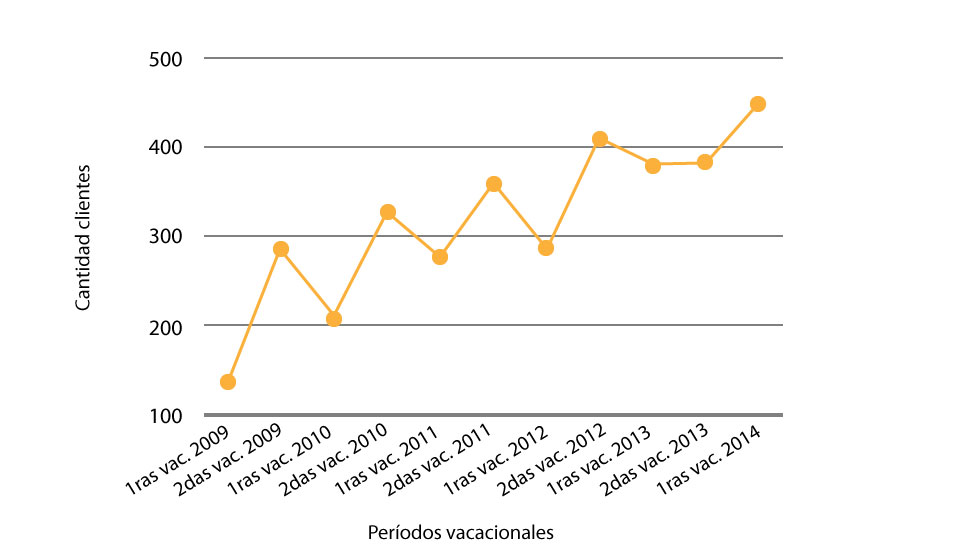 500
400
300
200
100
Cantidad clientes
1ras vac. 2009
2das vac. 2009
1ras vac. 2010
2das vac. 2010
1ras vac. 2011
2das vac. 2011
1ras vac. 2012
2das vac. 2012
1ras vac. 2013
2das vac. 2013
1ras vac. 2014
Períodos vacacionales